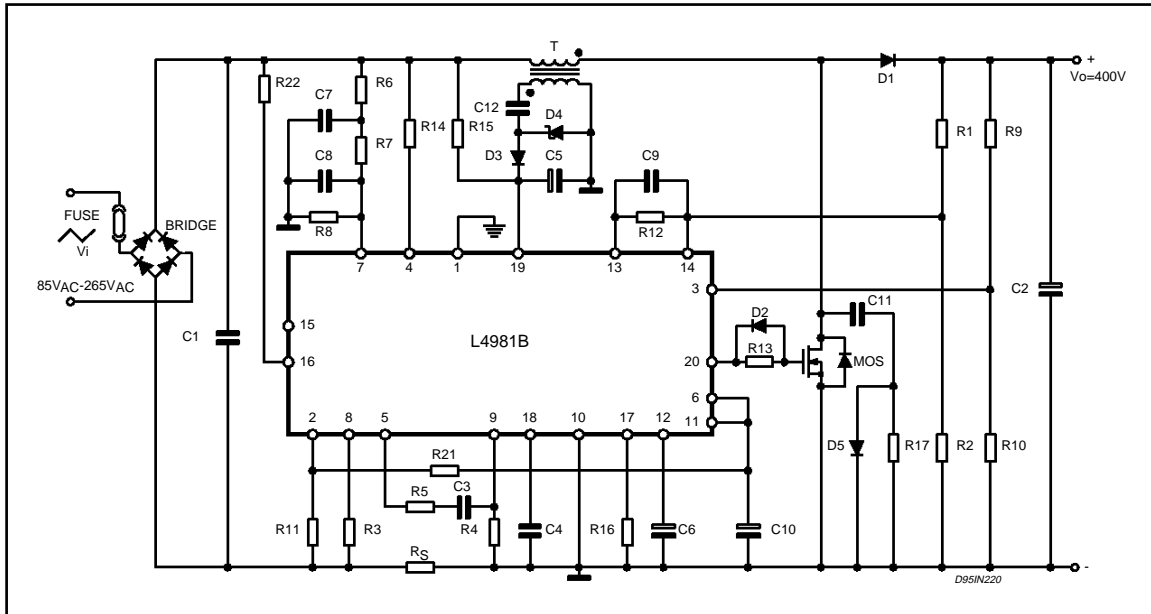 T
+
D1
Vo=400V
R22
C7
R6
C12
D4
R14
R15
R1
R9
R7
C8
D3
C5
C9
FUSE
BRIDGE
Vi
R8
R12
7
4
1
19
13
14
85VAC-265VAC
3
C2
C11
C1
15
D2
L4981B
R13
16
20
MOS
6
2
8
5
9
18
10
17
12
11
D5
R17
R2
R10
R21
C3
R5
R11
R3
R4
C4
R16
C6
C10
RS
-
D95IN220